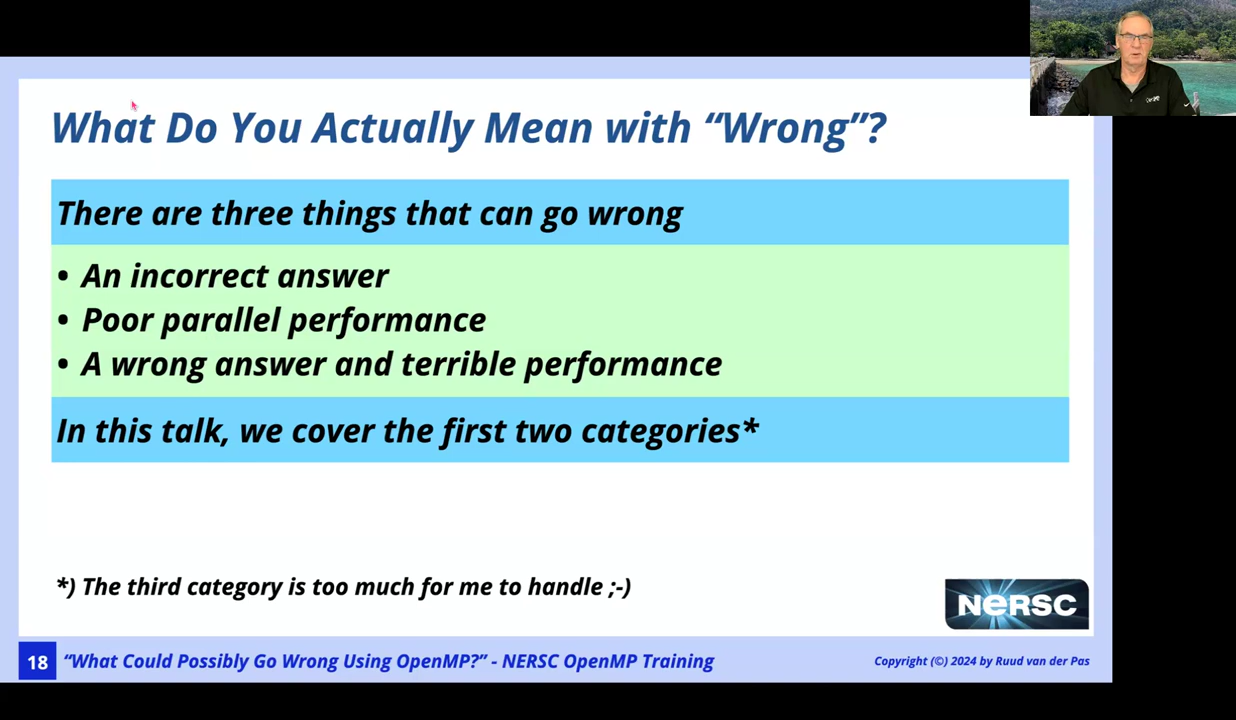 What Do You Actually Mean with “Wrong”?
There are three things that can go wrong
• An incorrect answer
• Poor parallel performance
• A wrong answer and terrible performance
In this talk, we cover the first two categories*
*) The third category is too much for me to handle ;-)
NeRSC
18 “What Could Possibly Go Wrong Using OpenMP?” - NERSC OpenMP Training
Copyright (©) 2024 by Ruud van der Pas